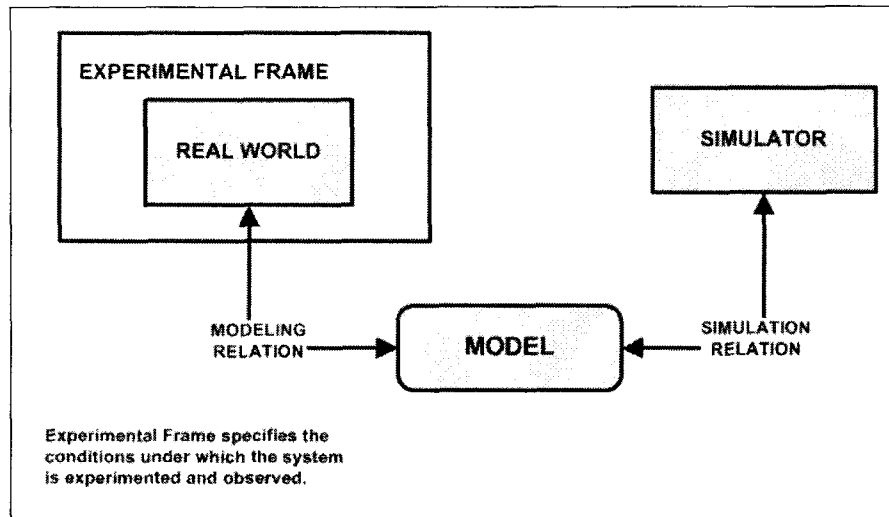 EXPERIMENTAL FRAME
REAL WORLD
SIMULATOR
MODELING
RELATION
MODEL
SIMULATION
RELATION
Experimental Frame specifies the
conditions under which the system
is experimented and observed.